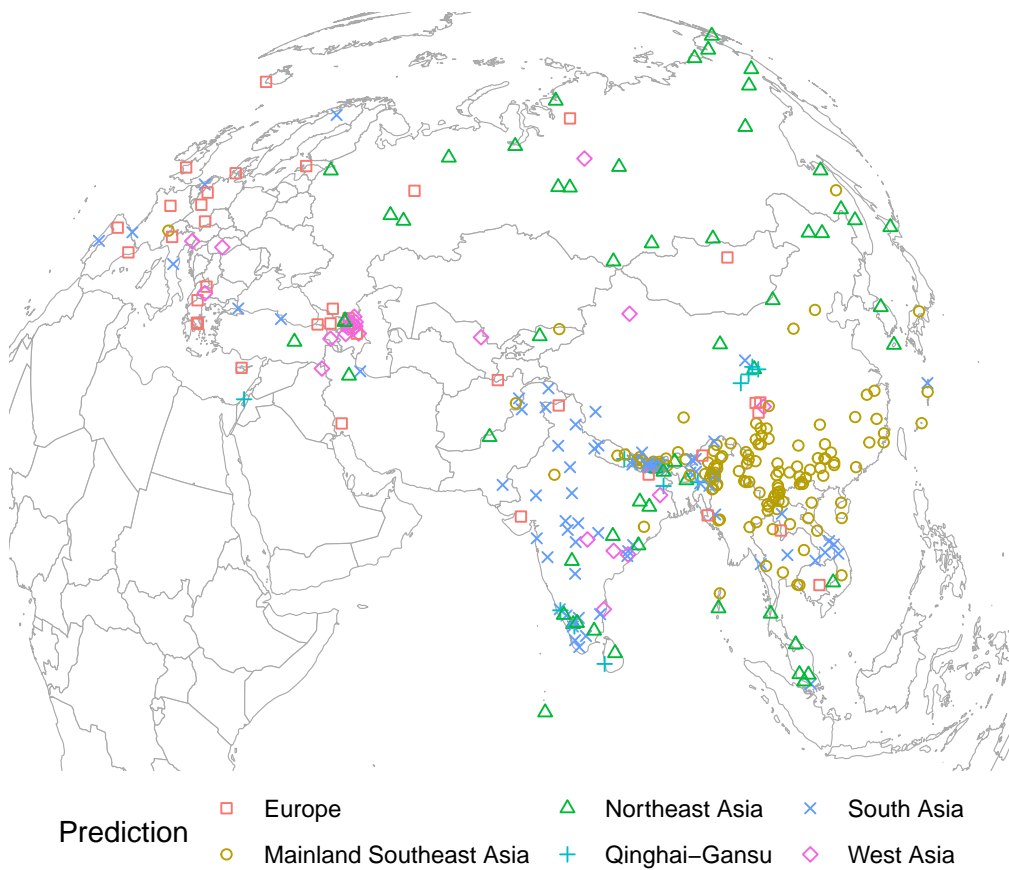 Prediction
Europe
Northeast Asia
South Asia
Mainland Southeast Asia
Qinghai−Gansu
West Asia